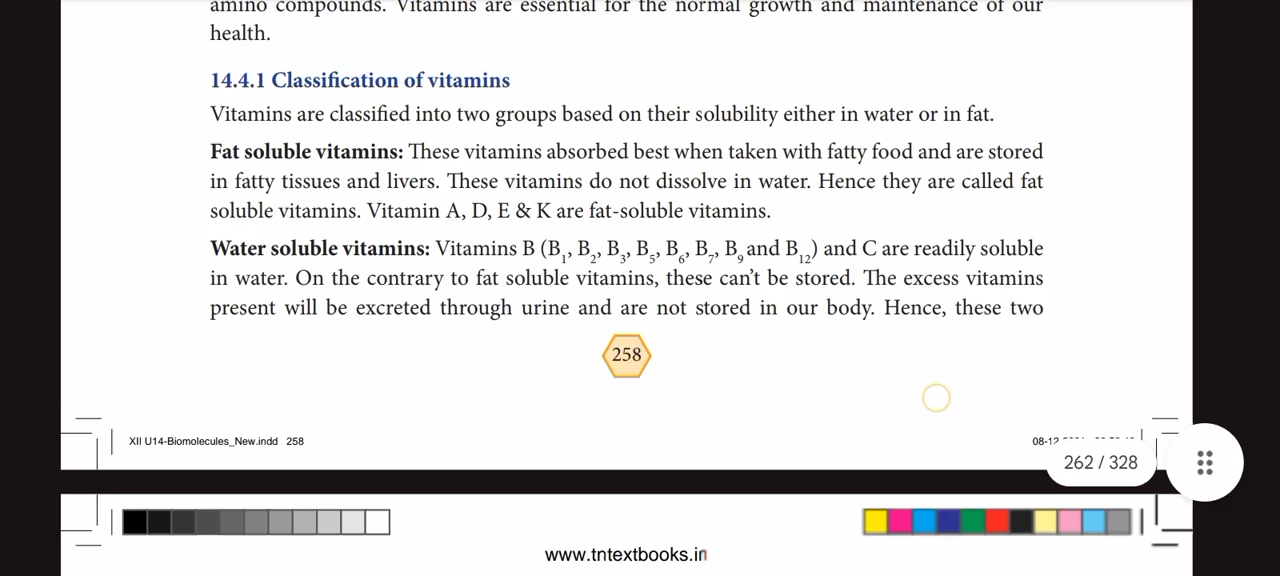 amino compounds. Vitamins are essential for the normal growth and maintenance of our
health.
14.4.1 Classification of vitamins
Vitamins are classified into two groups based on their solubility either in water or in fat.
Fat soluble vitamins: These vitamins absorbed best when taken with fatty food and are stored
in fatty tissues and livers. These vitamins do not dissolve in water. Hence they are called fat
soluble vitamins. Vitamin A, D, E & K are fat-soluble vitamins.
Water soluble vitamins: Vitamins B (B₁, B₂, B₃, B₅, B₆, B₇, B₉ and B₁₂) and C are readily soluble
in water. On the contrary to fat soluble vitamins, these can't be stored. The excess vitamins
present will be excreted through urine and are not stored in our body. Hence, these two
258
XII U14-Biomolecules_New.indd 258
08-12
262 / 328
www.tntextbooks.in